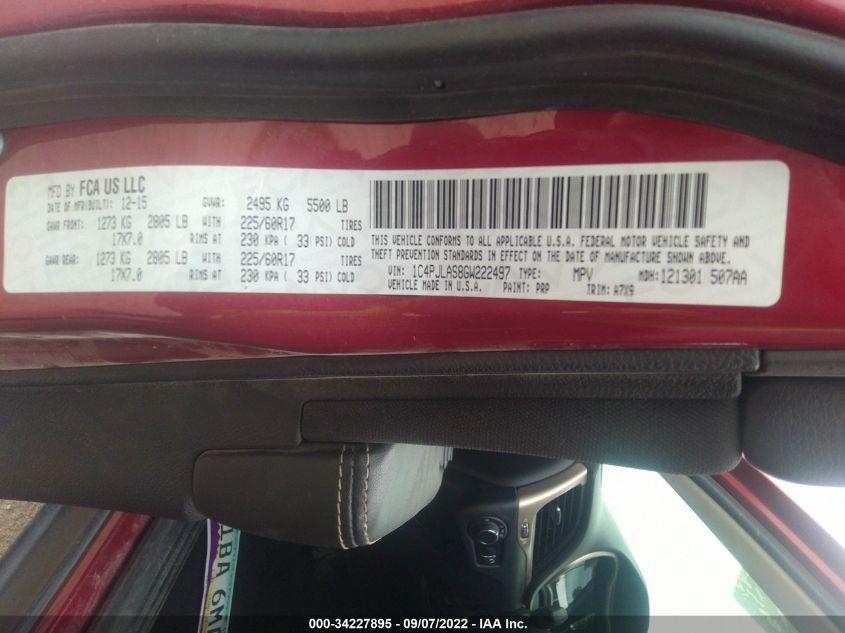 MFD BY FCA US LLC
DATE OF MFR(BUILT): 12-15 GVWR: 2495 KG 5500 LB
GAWR FRONT: 1273 KG 2805 LB WITH 225/60R17 TIRES
17X7.0 RIMS AT 230 KPA ( 33 PSI) COLD
GAWR REAR: 1273 KG 2805 LB WITH 225/60R17 TIRES
17X7.0 RIMS AT 230 KPA ( 33 PSI) COLD
THIS VEHICLE CONFORMS TO ALL APPLICABLE U.S.A. FEDERAL MOTOR VEHICLE SAFETY AND
THEFT PREVENTION STANDARDS IN EFFECT ON THE DATE OF MANUFACTURE SHOWN ABOVE.
VIN: 1C4PJLAS8GW222497 TYPE: MPV MDH: 121301 507AA
VEHICLE MADE IN U.S.A. PAINT: PRP TRIM: A7X9
000-34227895 - 09/07/2022 - IAA Inc.